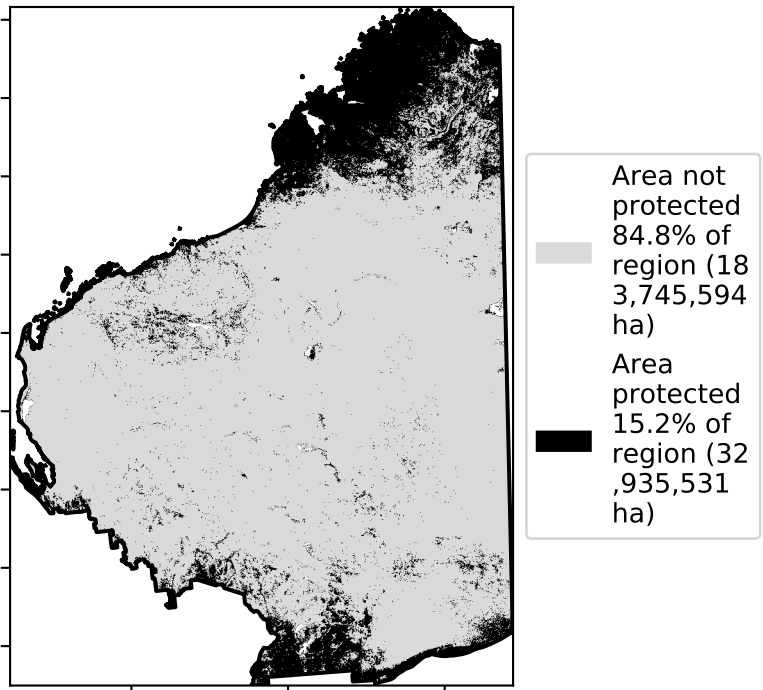 Area not
protected
84.8% of
region (18
3,745,594
ha)
Area
protected
15.2% of
region (32
,935,531
ha)